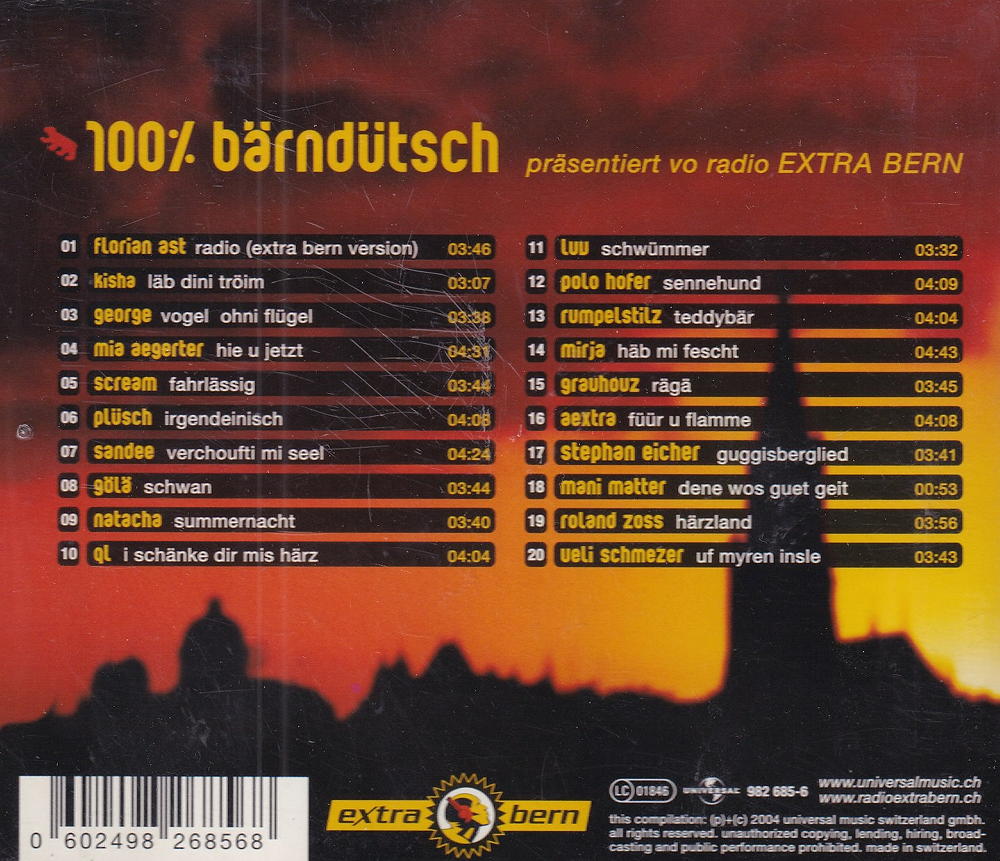 100% bärndütsch
präsentiert vo radio EXTRA BERN
01 florian ast radio (extra bern version) 03:46
02 kisha läb dini tröim 03:07
03 george vogel ohni flügel 03:38
04 mia aegerter hie u jetzt 04:31
05 scream fahrlässig 03:44
06 plüsch irgendeinisch 04:08
07 sandee verchoufti mi seel 04:24
08 gölä schwan 03:44
09 natacha summernacht 03:40
10 ql i schänke dir mis härz 04:04
11 luv schwümmer 03:32
12 polo hofer sennehund 04:09
13 rumpelstilz teddybär 04:04
14 mirja häb mi fescht 04:43
15 grauhouz rägä 03:45
16 aextra füür u flamme 04:08
17 stephan eicher guggisberglied 03:41
18 mani matter dene wos guet geit 00:53
19 roland zoss härzland 03:56
20 ueli schmezer uf myren insle 03:43
0 602498 268568
extra bern
LC 01846 UNIVERSAL 982 685-6
www.universalmusic.ch
www.radioextrabern.ch
this compilation: (p)+(c) 2004 universal music switzerland gmbh.
all rights reserved. unauthorized copying, lending, hiring, broad-
casting and public performance prohibited. made in switzerland.